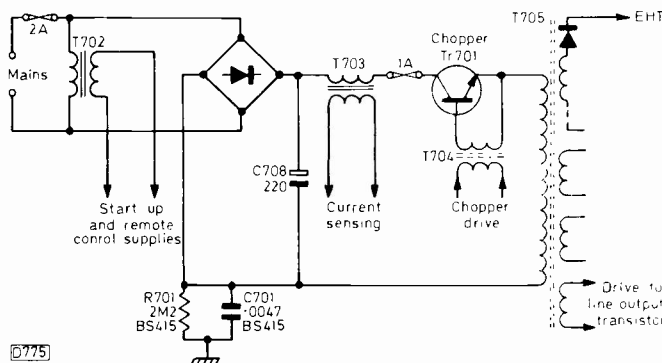 2A
T702
Mains
Start up
and remote
conrol supplies
T703
1A
Chopper
Tr701
T705
EHT
C708
220
Current
sensing
T704
Chopper
drive
R701
2M2
BS415
C701
·0047
BS415
Drive to
line output
transistor
D775